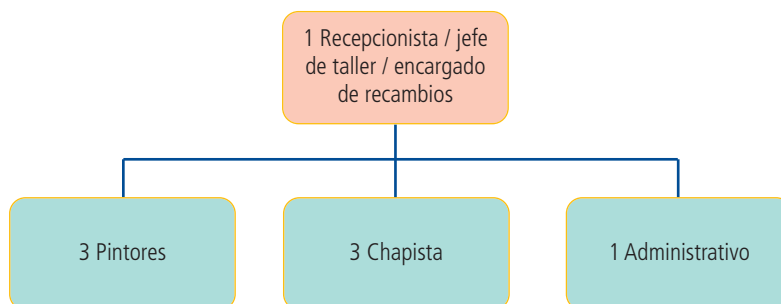 1 Recepcionista / jefe
de taller / encargado
de recambios
3 Pintores
3 Chapista
1 Administrativo